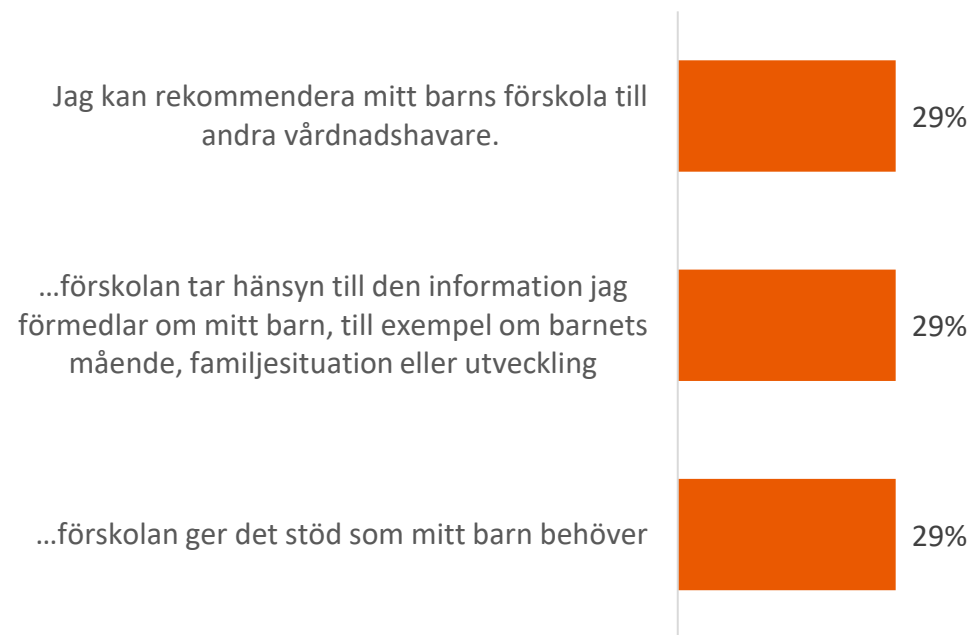 Jag kan rekommendera mitt barns förskola till
andra vårdnadshavare.
29%
…förskolan tar hänsyn till den information jag
förmedlar om mitt barn, till exempel om barnets
mående, familjesituation eller utveckling
29%
…förskolan ger det stöd som mitt barn behöver
29%